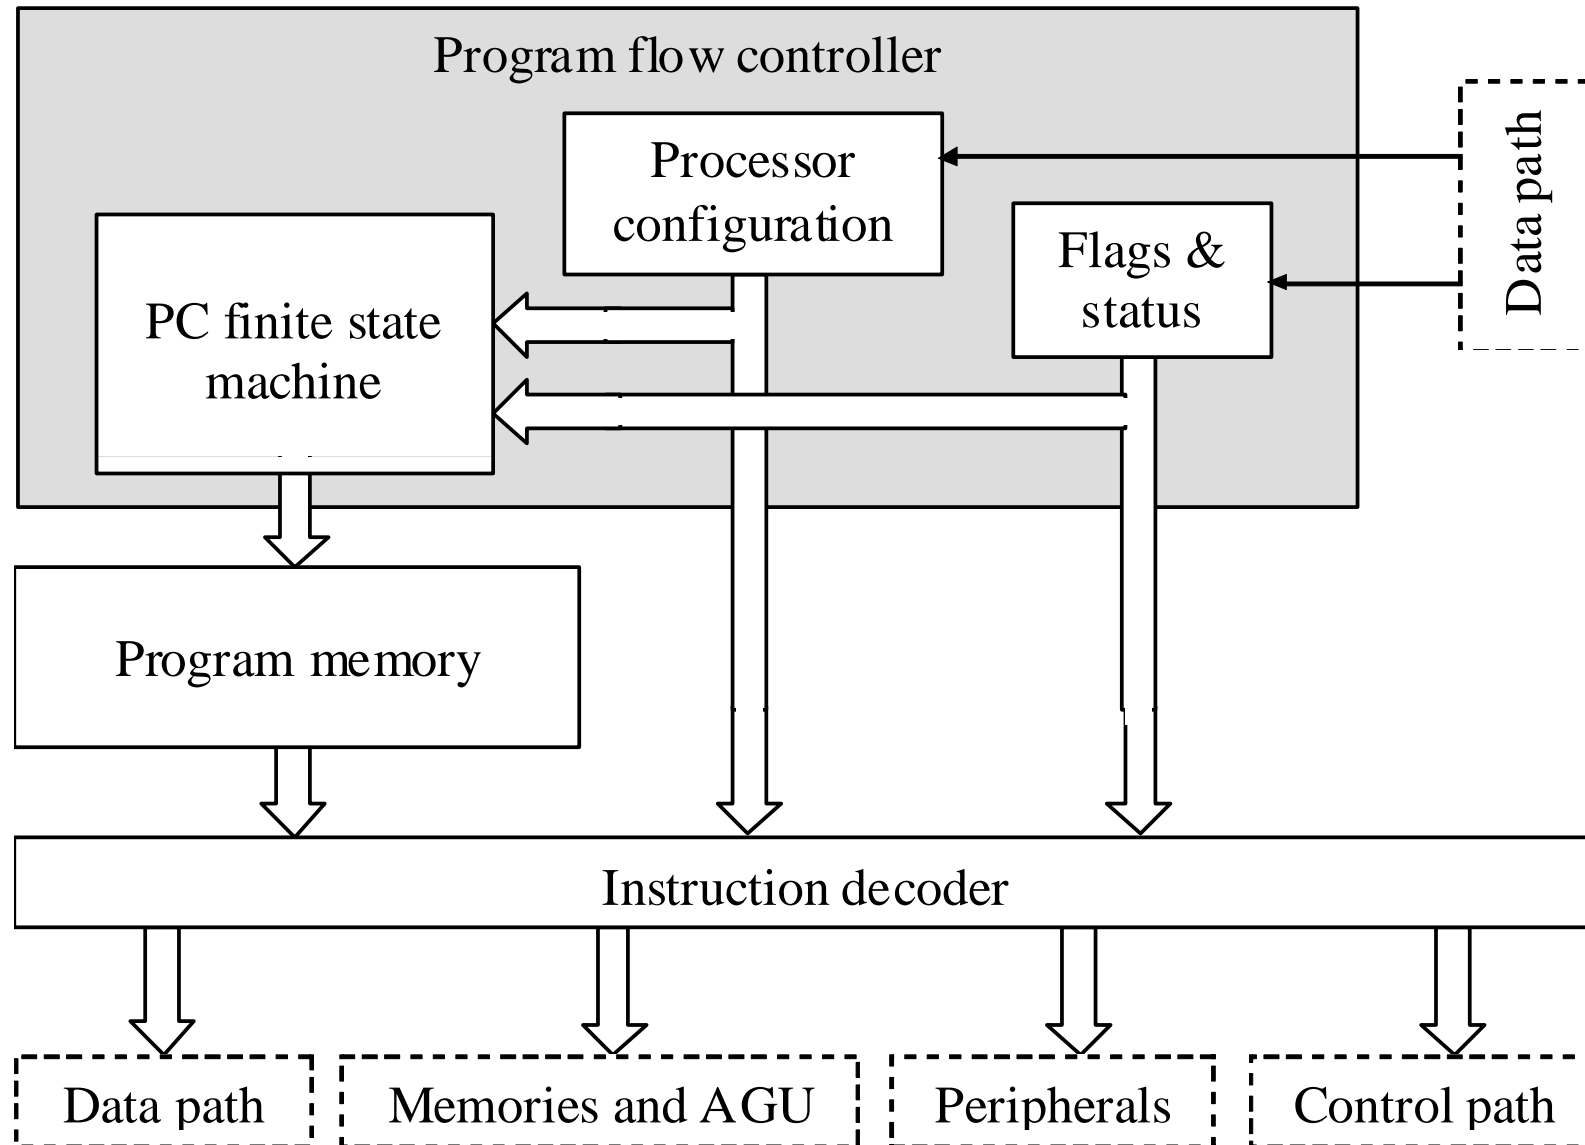 Program flow controller
Processor
configuration
Flags &
status
Data path
PC finite state
machine
Program memory
Instruction decoder
Data path
Memories and AGU
Peripherals
Control path